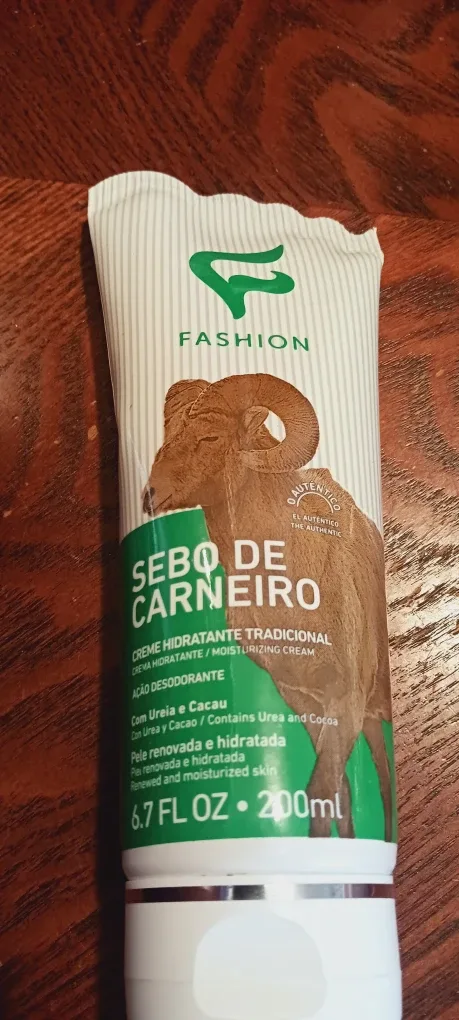 FASHION
O AUTÊNTICO
EL AUTÉNTICO
THE AUTHENTIC
SEBO DE
CARNEIRO
CREME HIDRATANTE TRADICIONAL
CREMA HIDRATANTE / MOISTURIZING CREAM
AÇÃO DESODORANTE
Com Ureia e Cacau
Con Urea y Cacao / Contains Urea and Cocoa
Pele renovada e hidratada
Piel renovada e hidratada
Renewed and moisturized skin
6.7 FL OZ • 200ml